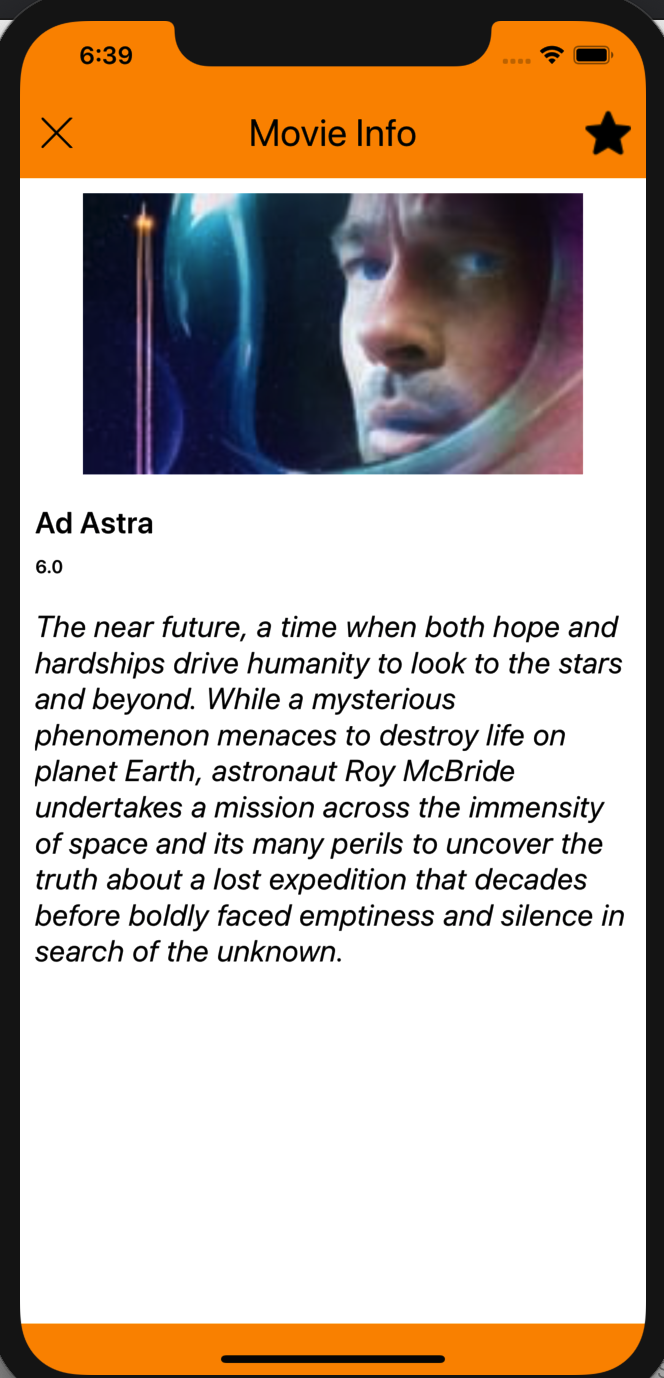 6:39
Movie Info
Ad Astra
6.0
The near future, a time when both hope and
hardships drive humanity to look to the stars
and beyond. While a mysterious
phenomenon menaces to destroy life on
planet Earth, astronaut Roy McBride
undertakes a mission across the immensity
of space and its many perils to uncover the
truth about a lost expedition that decades
before boldly faced emptiness and silence in
search of the unknown.